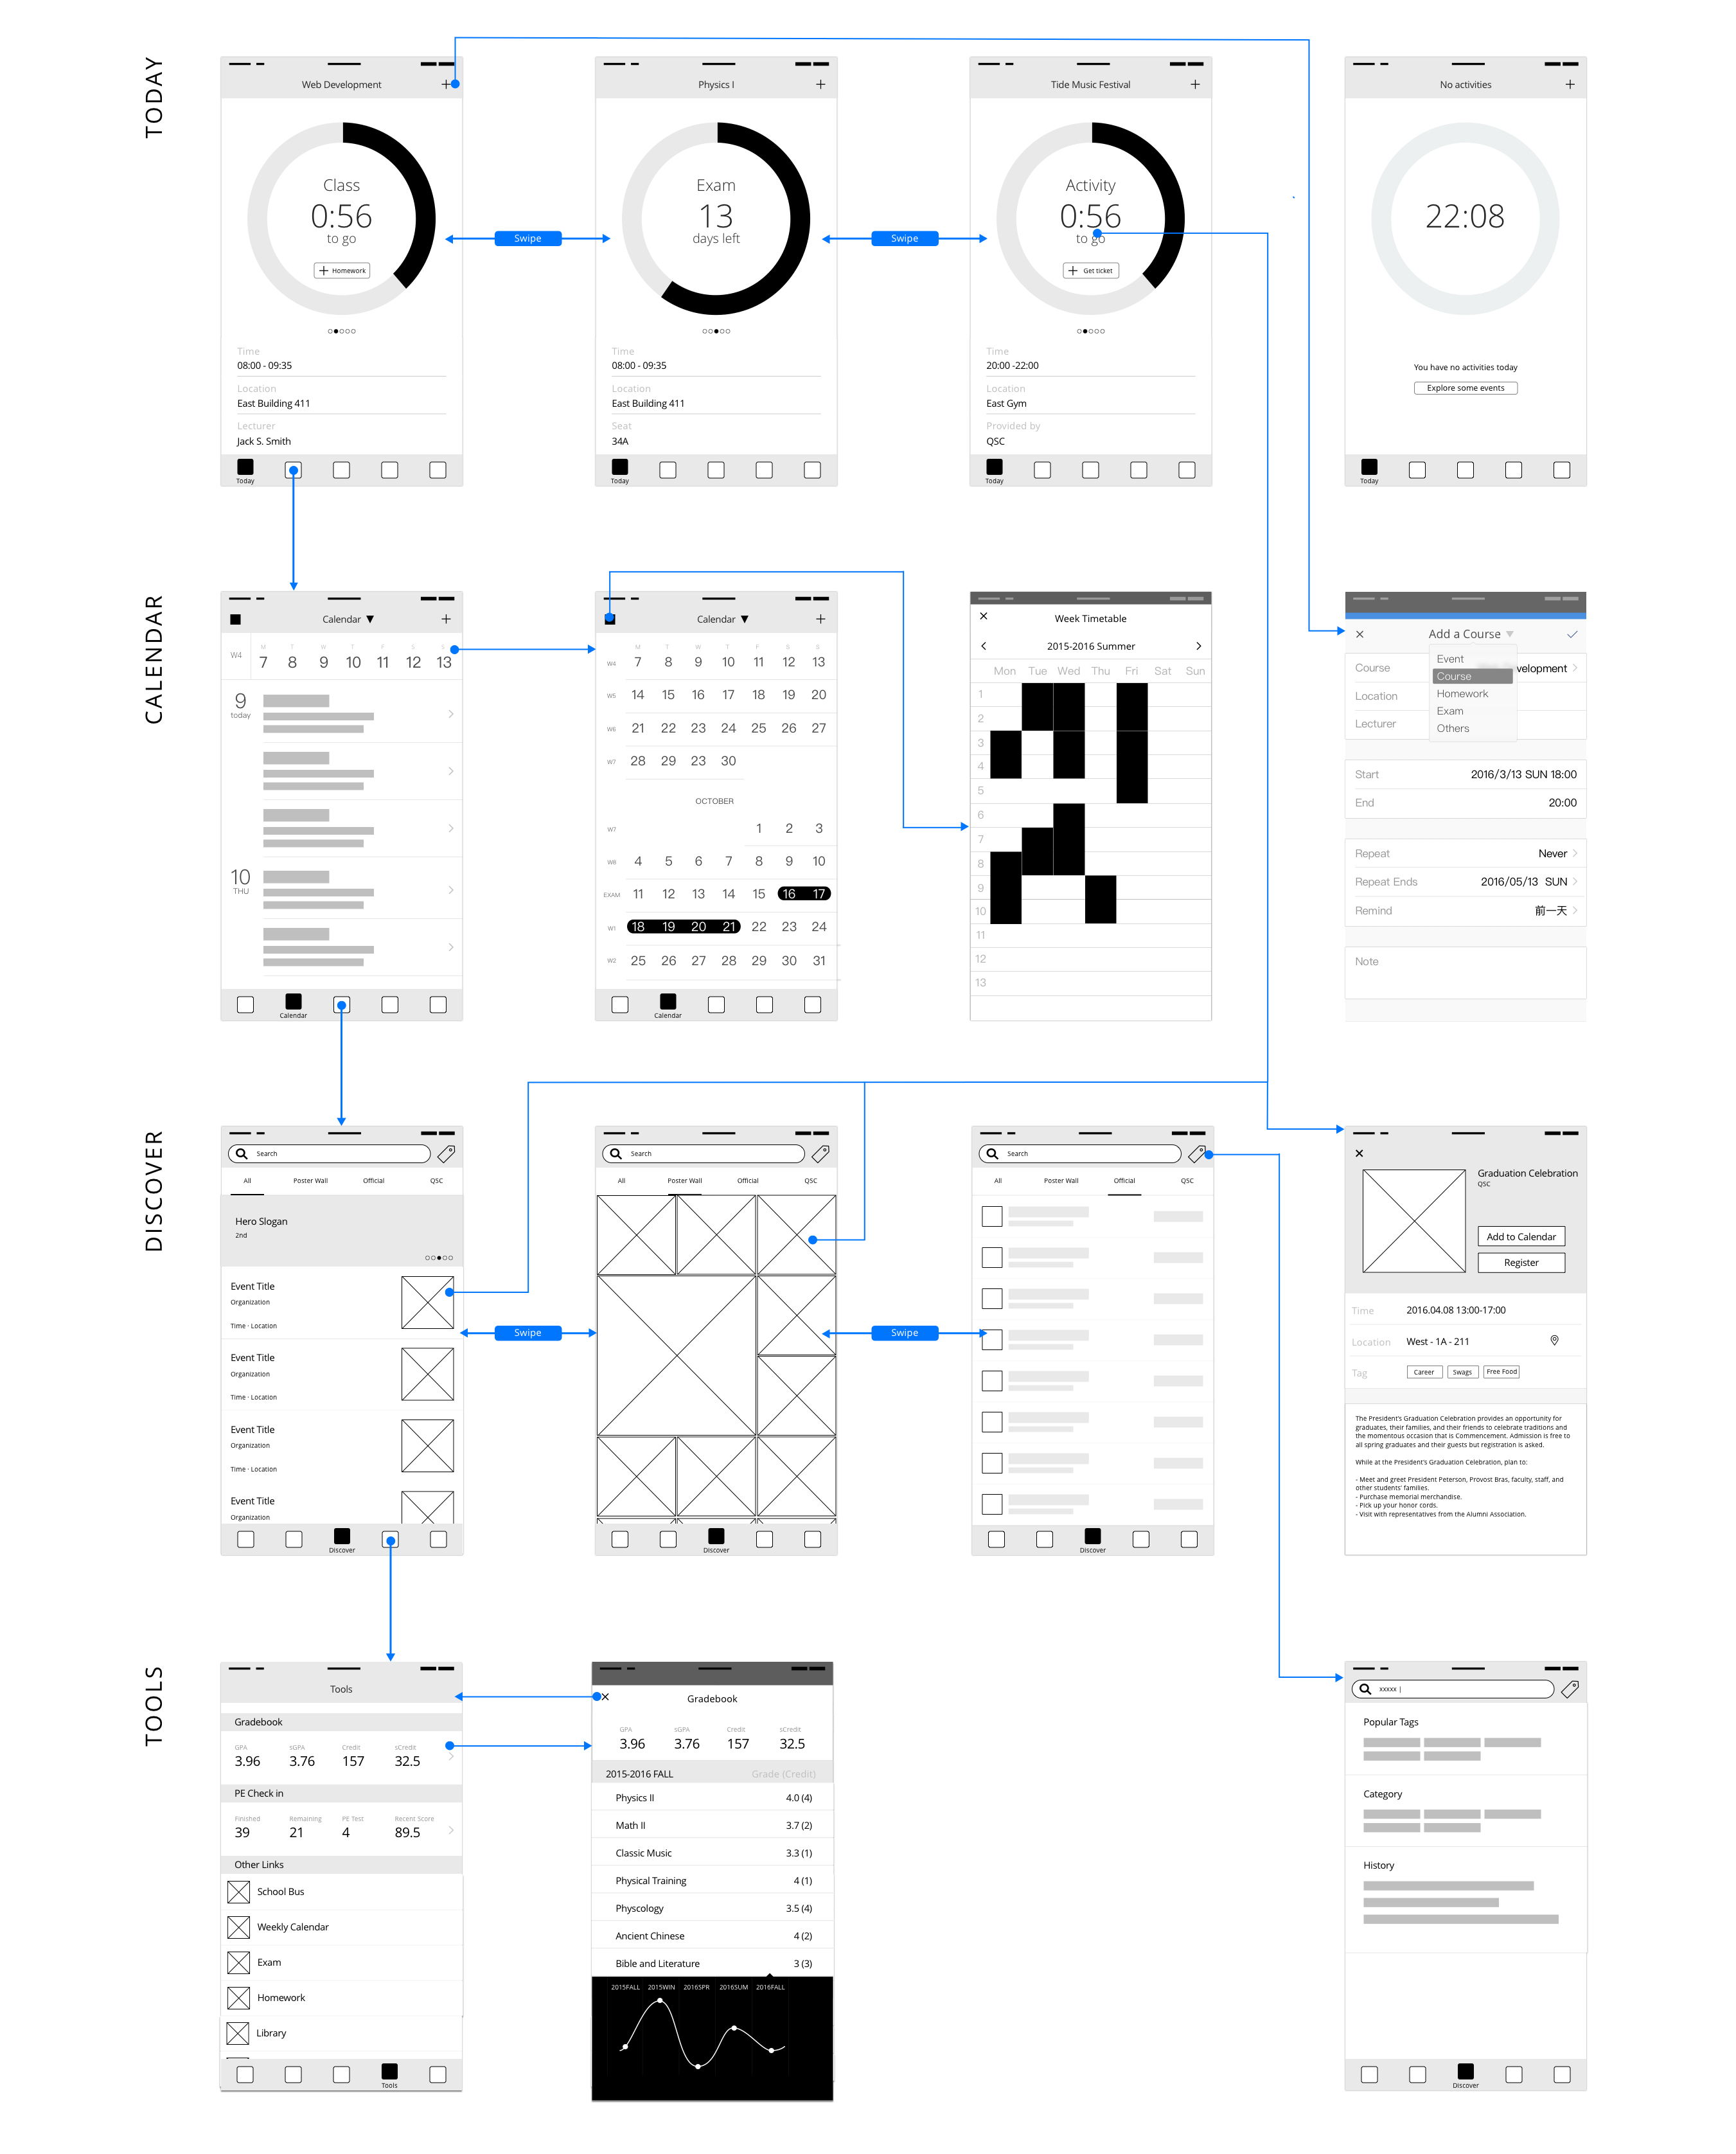 TODAY
Web Development
Class
0:56
to go
Homework
Time
08:00 - 09:35
Location
East Building 411
Lecturer
Jack S. Smith
Today
Swipe
Physics I
Exam
13
days left
Time
08:00 - 09:35
Location
East Building 411
Seat
34A
Today
Swipe
Tide Music Festival
Activity
0:56
to go
Get ticket
Time
20:00 -22:00
Location
East Gym
Provided by
QSC
Today
No activities
22:08
You have no activities today
Explore some events
Today
CALENDAR
Calendar ▼
M T W T F S S
W4 7 8 9 10 11 12 13
9
today
10
THU
Calendar
Calendar ▼
M T W T F S S
W4 7 8 9 10 11 12 13
W5 14 15 16 17 18 19 20
W6 21 22 23 24 25 26 27
W7 28 29 23 30
OCTOBER
W7 1 2 3
W8 4 5 6 7 8 9 10
EXAM 11 12 13 14 15 16 17
W1 18 19 20 21 22 23 24
W2 25 26 27 28 29 30 31
Calendar
Week Timetable
2015-2016 Summer
Mon Tue Wed Thu Fri Sat Sun
1
2
3
4
5
6
7
8
9
10
11
12
13
Add a Course ▼
Course velopment
Location
Lecturer
Event
Course
Homework
Exam
Others
Start 2016/3/13 SUN 18:00
End 20:00
Repeat Never
Repeat Ends 2016/05/13 SUN
Remind 前一天
Note
DISCOVER
Search
All Poster Wall Official QSC
Hero Slogan
2nd
Event Title
Organization
Time · Location
Event Title
Organization
Time · Location
Event Title
Organization
Time · Location
Event Title
Organization
Discover
Swipe
Search
All Poster Wall Official QSC
Discover
Swipe
Search
All Poster Wall Official QSC
Discover
Graduation Celebration
QSC
Add to Calendar
Register
Time 2016.04.08 13:00-17:00
Location West - 1A - 211
Tag Career Swags Free Food
The President's Graduation Celebration provides an opportunity for
graduates, their families, and their friends to celebrate traditions and
the momentous occasion that is Commencement. Admission is free to
all spring graduates and their guests but registration is asked.
While at the President's Graduation Celebration, plan to:
- Meet and greet President Peterson, Provost Bras, faculty, staff, and
other students' families.
- Purchase memorial merchandise.
- Pick up your honor cords.
- Visit with representatives from the Alumni Association.
TOOLS
Tools
Gradebook
GPA sGPA Credit sCredit
3.96 3.76 157 32.5
PE Check in
Finished Remaining PE Test Recent Score
39 21 4 89.5
Other Links
School Bus
Weekly Calendar
Exam
Homework
Library
Tools
Gradebook
GPA sGPA Credit sCredit
3.96 3.76 157 32.5
2015-2016 FALL Grade (Credit)
Physics II 4.0 (4)
Math II 3.7 (2)
Classic Music 3.3 (1)
Physical Training 4 (1)
Physcology 3.5 (4)
Ancient Chinese 4 (2)
Bible and Literature 3 (3)
2015FALL 2015WIN 2016SPR 2016SUM 2016FALL
xxxxx |
Popular Tags
Category
History
Discover